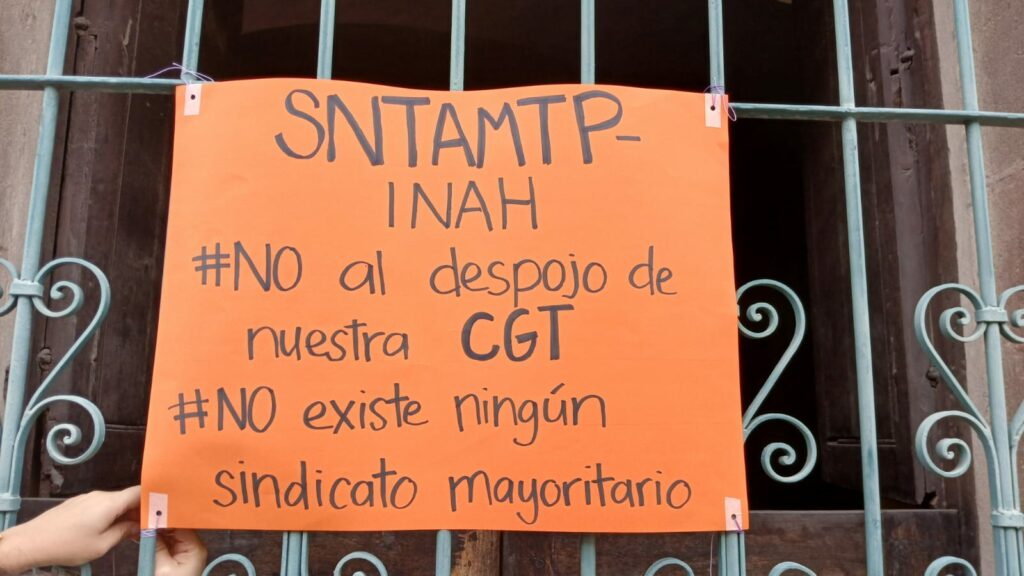 SNTAMTP-
INAH
#NO al despojo de
nuestra CGT
#NO existe ningún
sindicato mayoritario